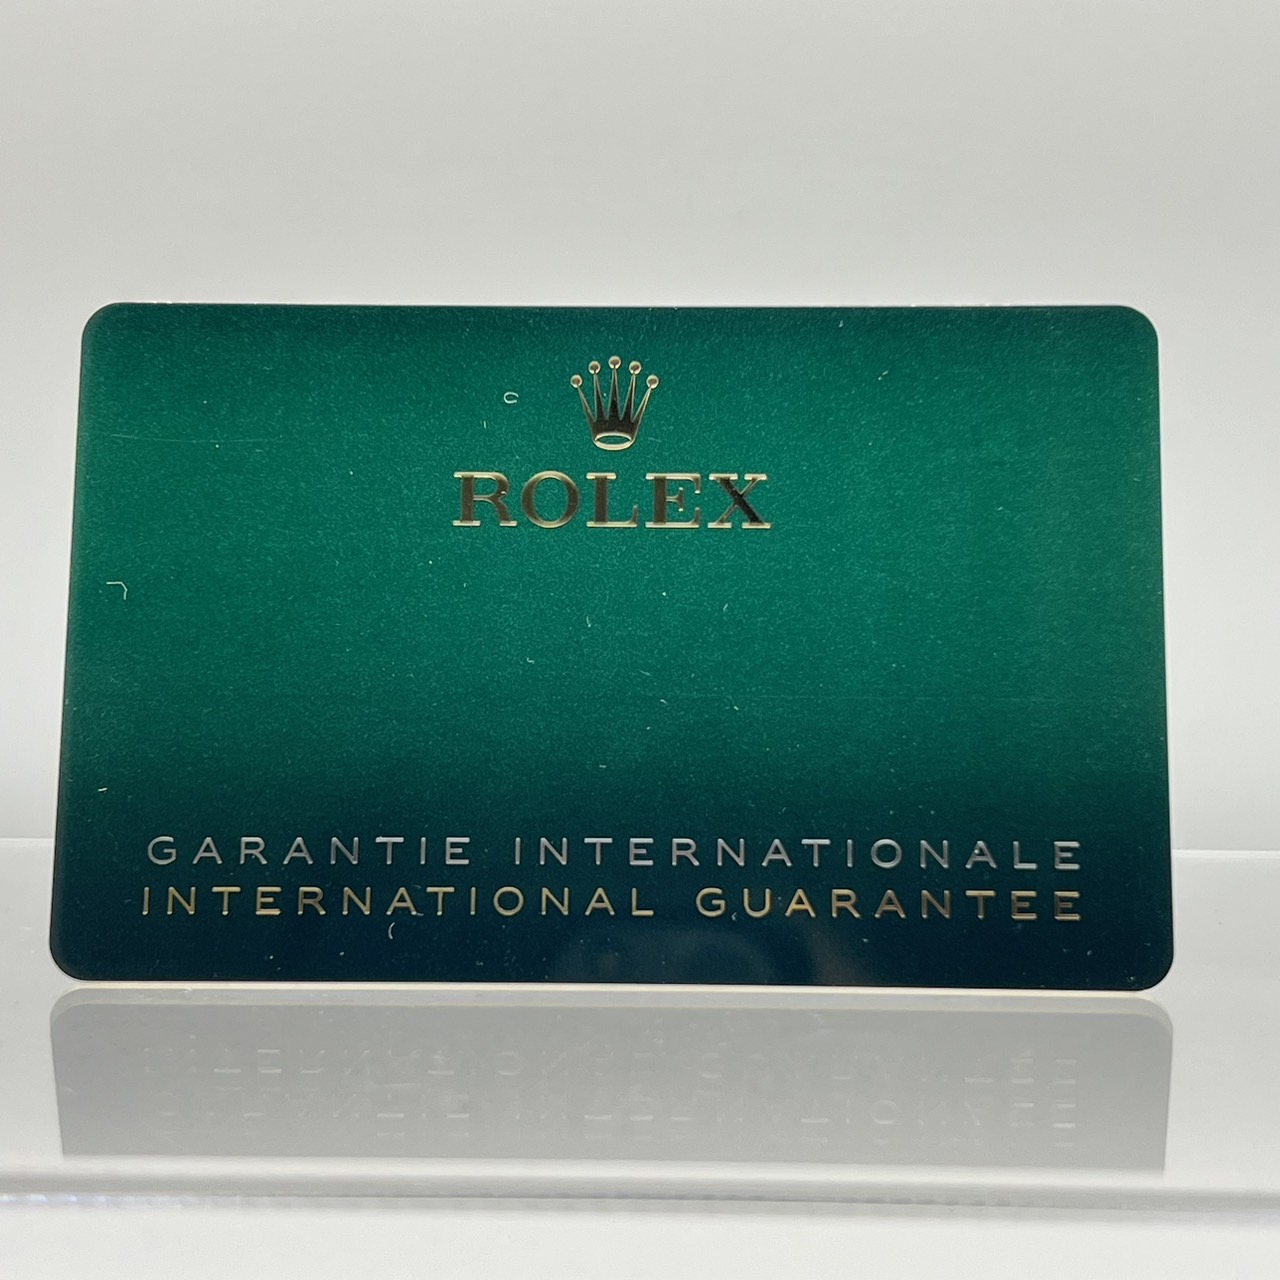 ROLEX
GARANTIE INTERNATIONALE
INTERNATIONAL GUARANTEE